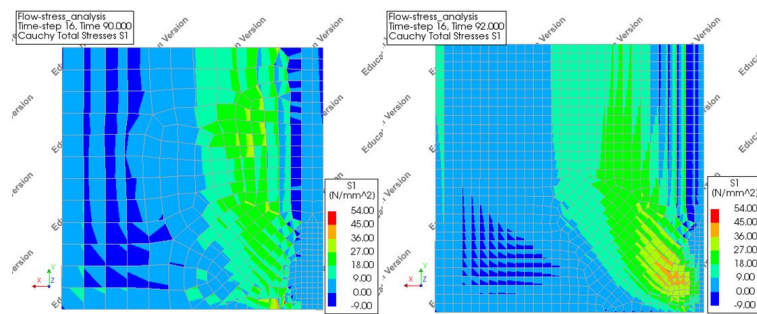 Flow-stress_analysis
Time-step 16, Time 90.000
Cauchy Total Stresses S1
S1
(N/mm^2)
54.00
45.00
36.00
27.00
18.00
9.00
0.00
-9.00
Y
X
Z
Flow-stress_analysis
Time-step 16, Time 92.000
Cauchy Total Stresses S1
S1
(N/mm^2)
54.00
45.00
36.00
27.00
18.00
9.00
0.00
-9.00
Y
X
Z